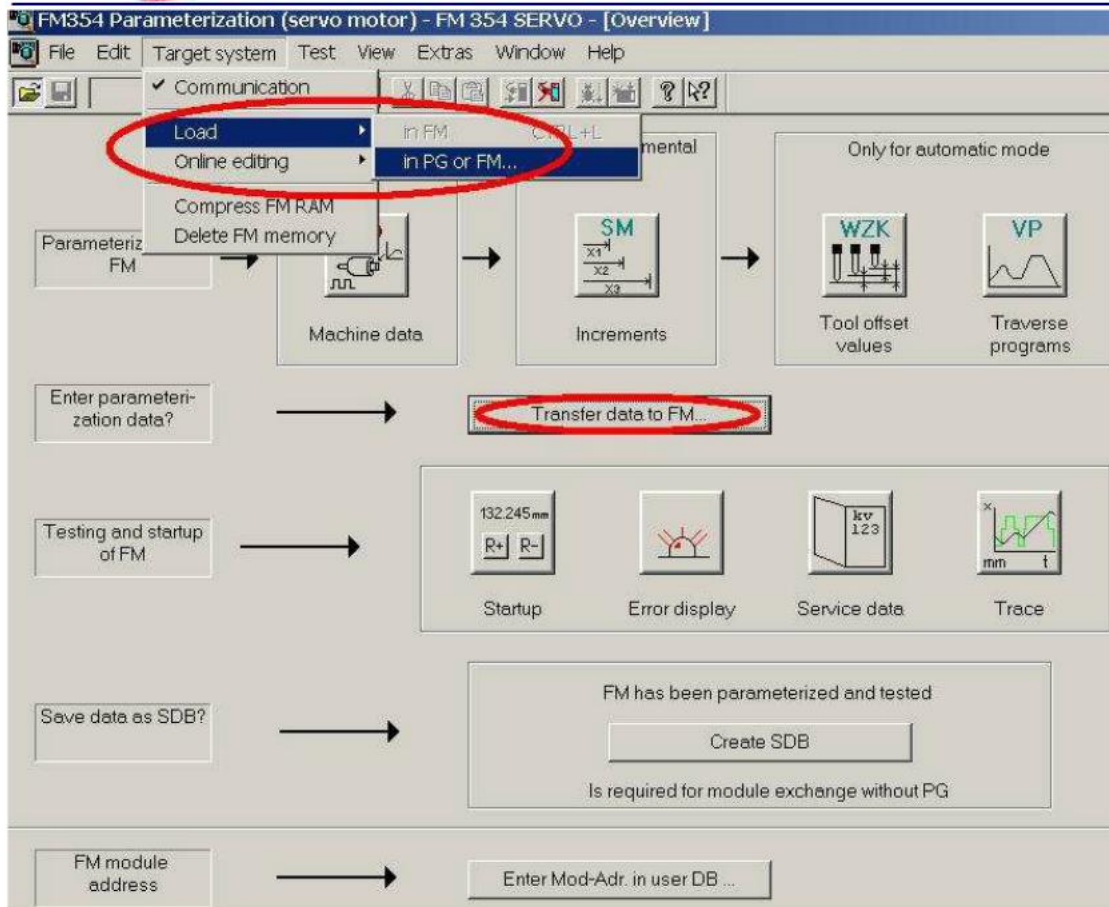 FM354 Parameterization (servo motor) - FM 354 SERVO - [Overview]
File Edit Target system Test View Extras Window Help
Communication
Load
in FM CTRL+L
Online editing
in PG or FM...
Compress FM RAM
Delete FM memory
mental
Only for automatic mode
Parameteriz
FM
SM
X1
X2
X3
WZK
VP
Machine data
Increments
Tool offset
values
Traverse
programs
Enter parameteri-
zation data?
Transfer data to FM...
Testing and startup
of FM
132.245 mm
R+ R-
kv
123
x
mm t
Startup
Error display
Service data
Trace
Save data as SDB?
FM has been parameterized and tested
Create SDB
Is required for module exchange without PG
FM module
address
Enter Mod-Adr. in user DB ...